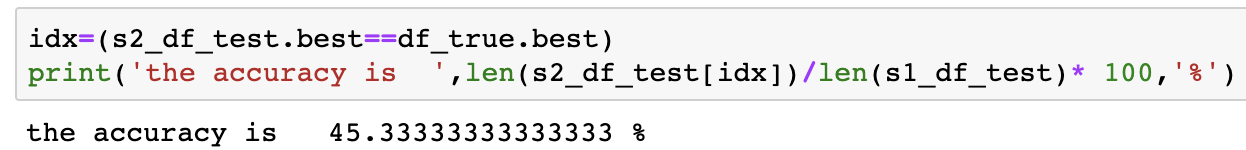 idx=(s2_df_test.best==df_true.best)
print('the accuracy is  ',len(s2_df_test[idx])/len(s1_df_test)* 100,'%')
the accuracy is   45.33333333333333 %